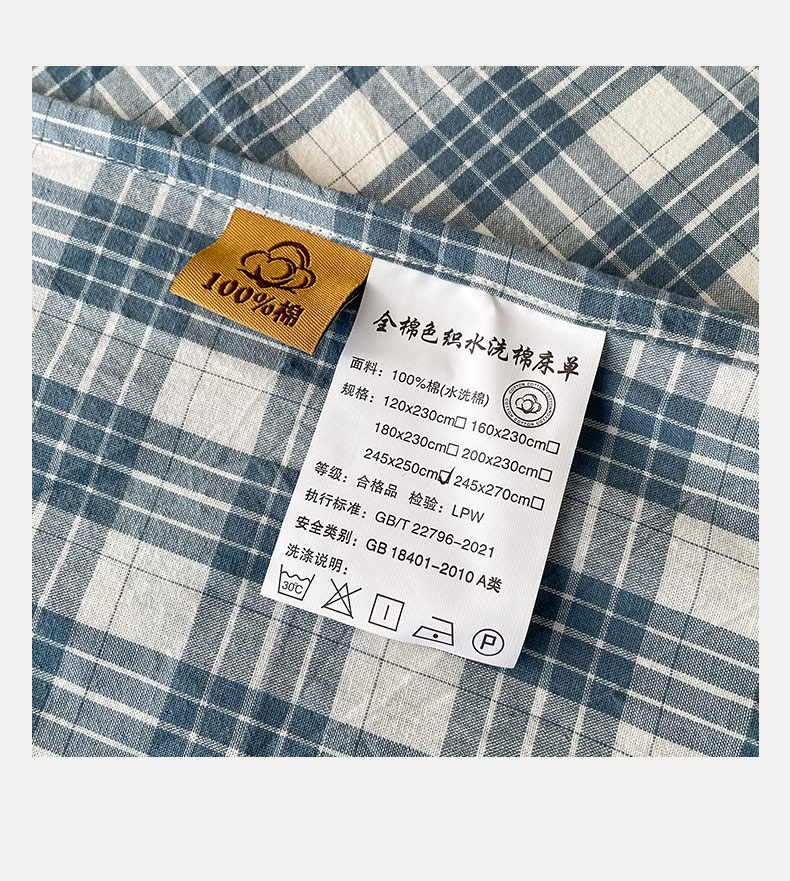 100%棉
全棉色织水洗棉床单
面料：100%棉(水洗棉)
规格：120x230cm□ 160x230cm□
180x230cm□ 200x230cm□
245x250cm☑ 245x270cm□
等级：合格品 检验：LPW
执行标准：GB/T 22796-2021
安全类别：GB 18401-2010 A类
洗涤说明：
30℃
P